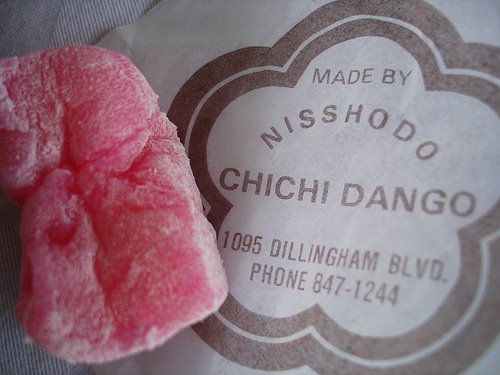 MADE BY
NISSHODO
CHICHI DANGO
1095 DILLINGHAM BLVD.
PHONE 847-1244